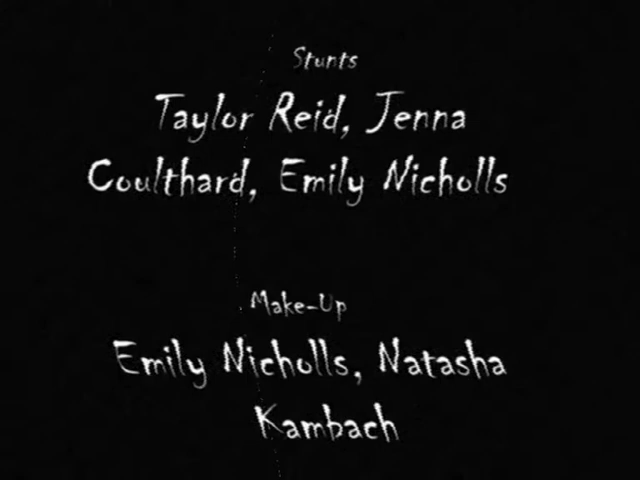 Stunts
Taylor Reid, Jenna
Coulthard, Emily Nicholls
Make-Up
Emily Nicholls, Natasha
Kambach